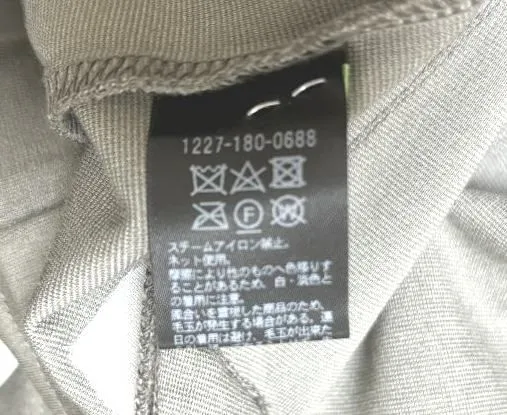 1227-180-0688
スチームアイロン禁止。
ネット使用。
摩擦により他のものへ色移りす
ることがあるため、白・淡色と
の着用に注意。
風合いを重視した産品のため、
毛玉が発生する場合がある。連
日の着用は避け、毛玉が出来た